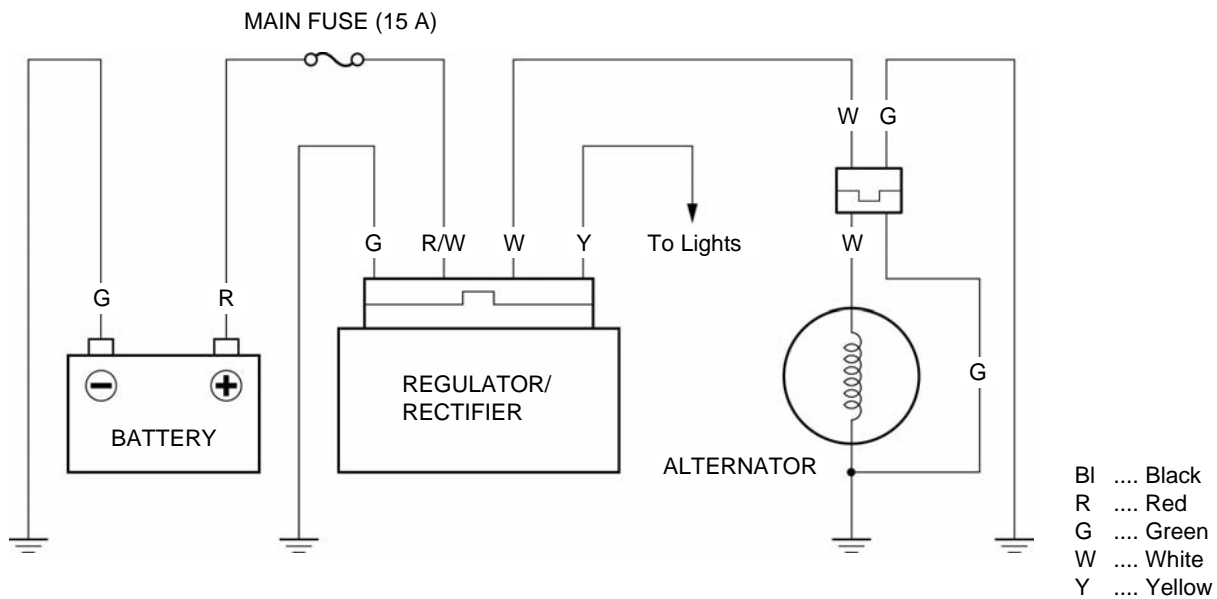 MAIN FUSE (15 A)
W G
G R/W W Y To Lights W
G R
G
REGULATOR/
RECTIFIER
BATTERY
ALTERNATOR
Bl .... Black
R .... Red
G .... Green
W .... White
Y .... Yellow